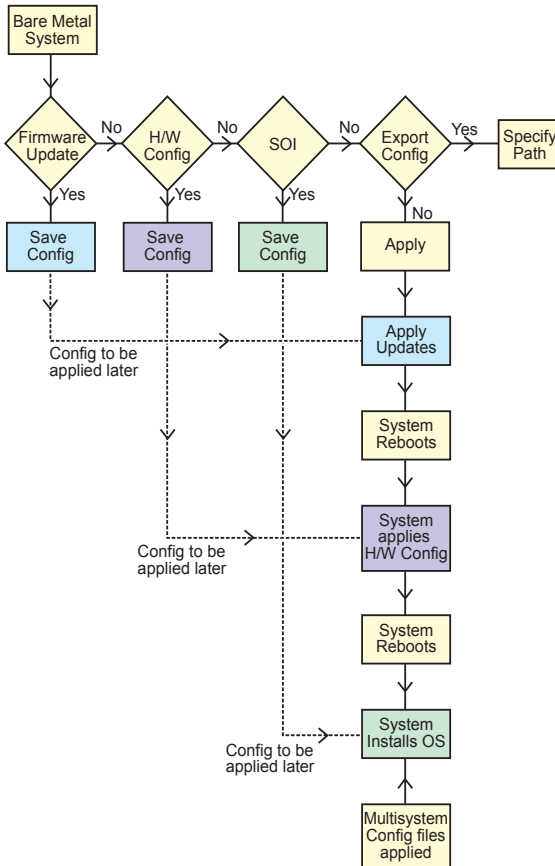 Bare Metal
System
Firmware
Update
No
H/W
Config
No
SOI
No
Export
Config
Yes
Specify
Path
Yes
Yes
Yes
No
Save
Config
Save
Config
Save
Config
Apply
Apply
Updates
Config to be
applied later
System
Reboots
System
applies
H/W Config
Config to be
applied later
System
Reboots
System
Installs OS
Config to be
applied later
Multisystem
Config files
applied